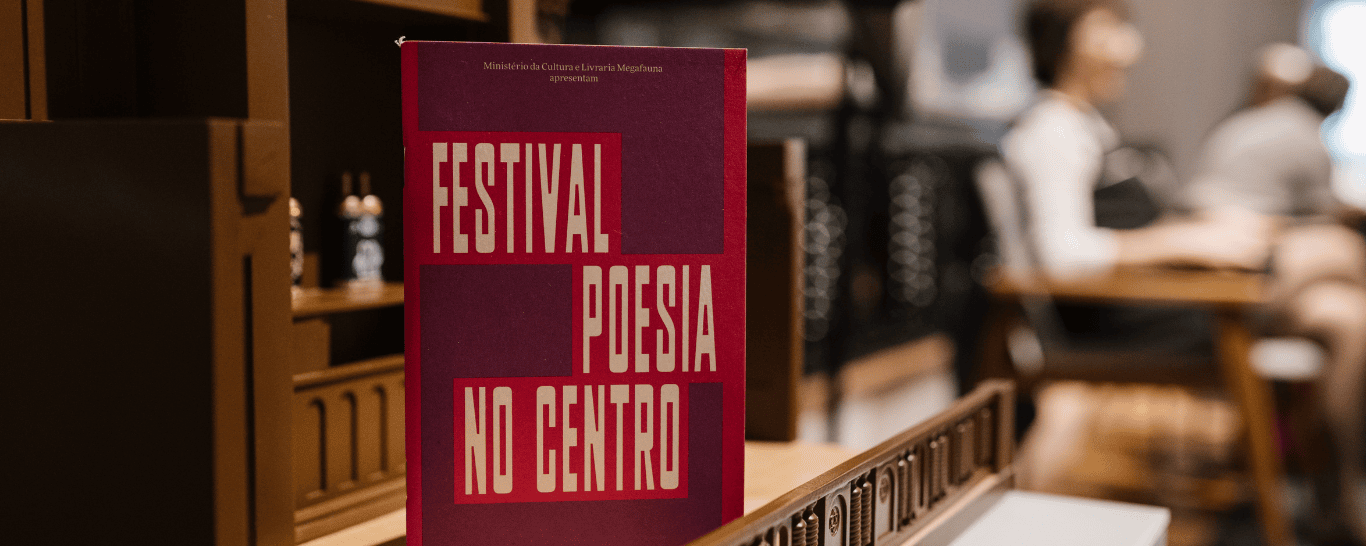 Ministério da Cultura e Livraria Megafauna
apresentam
FESTIVAL
POESIA
NO CENTRO